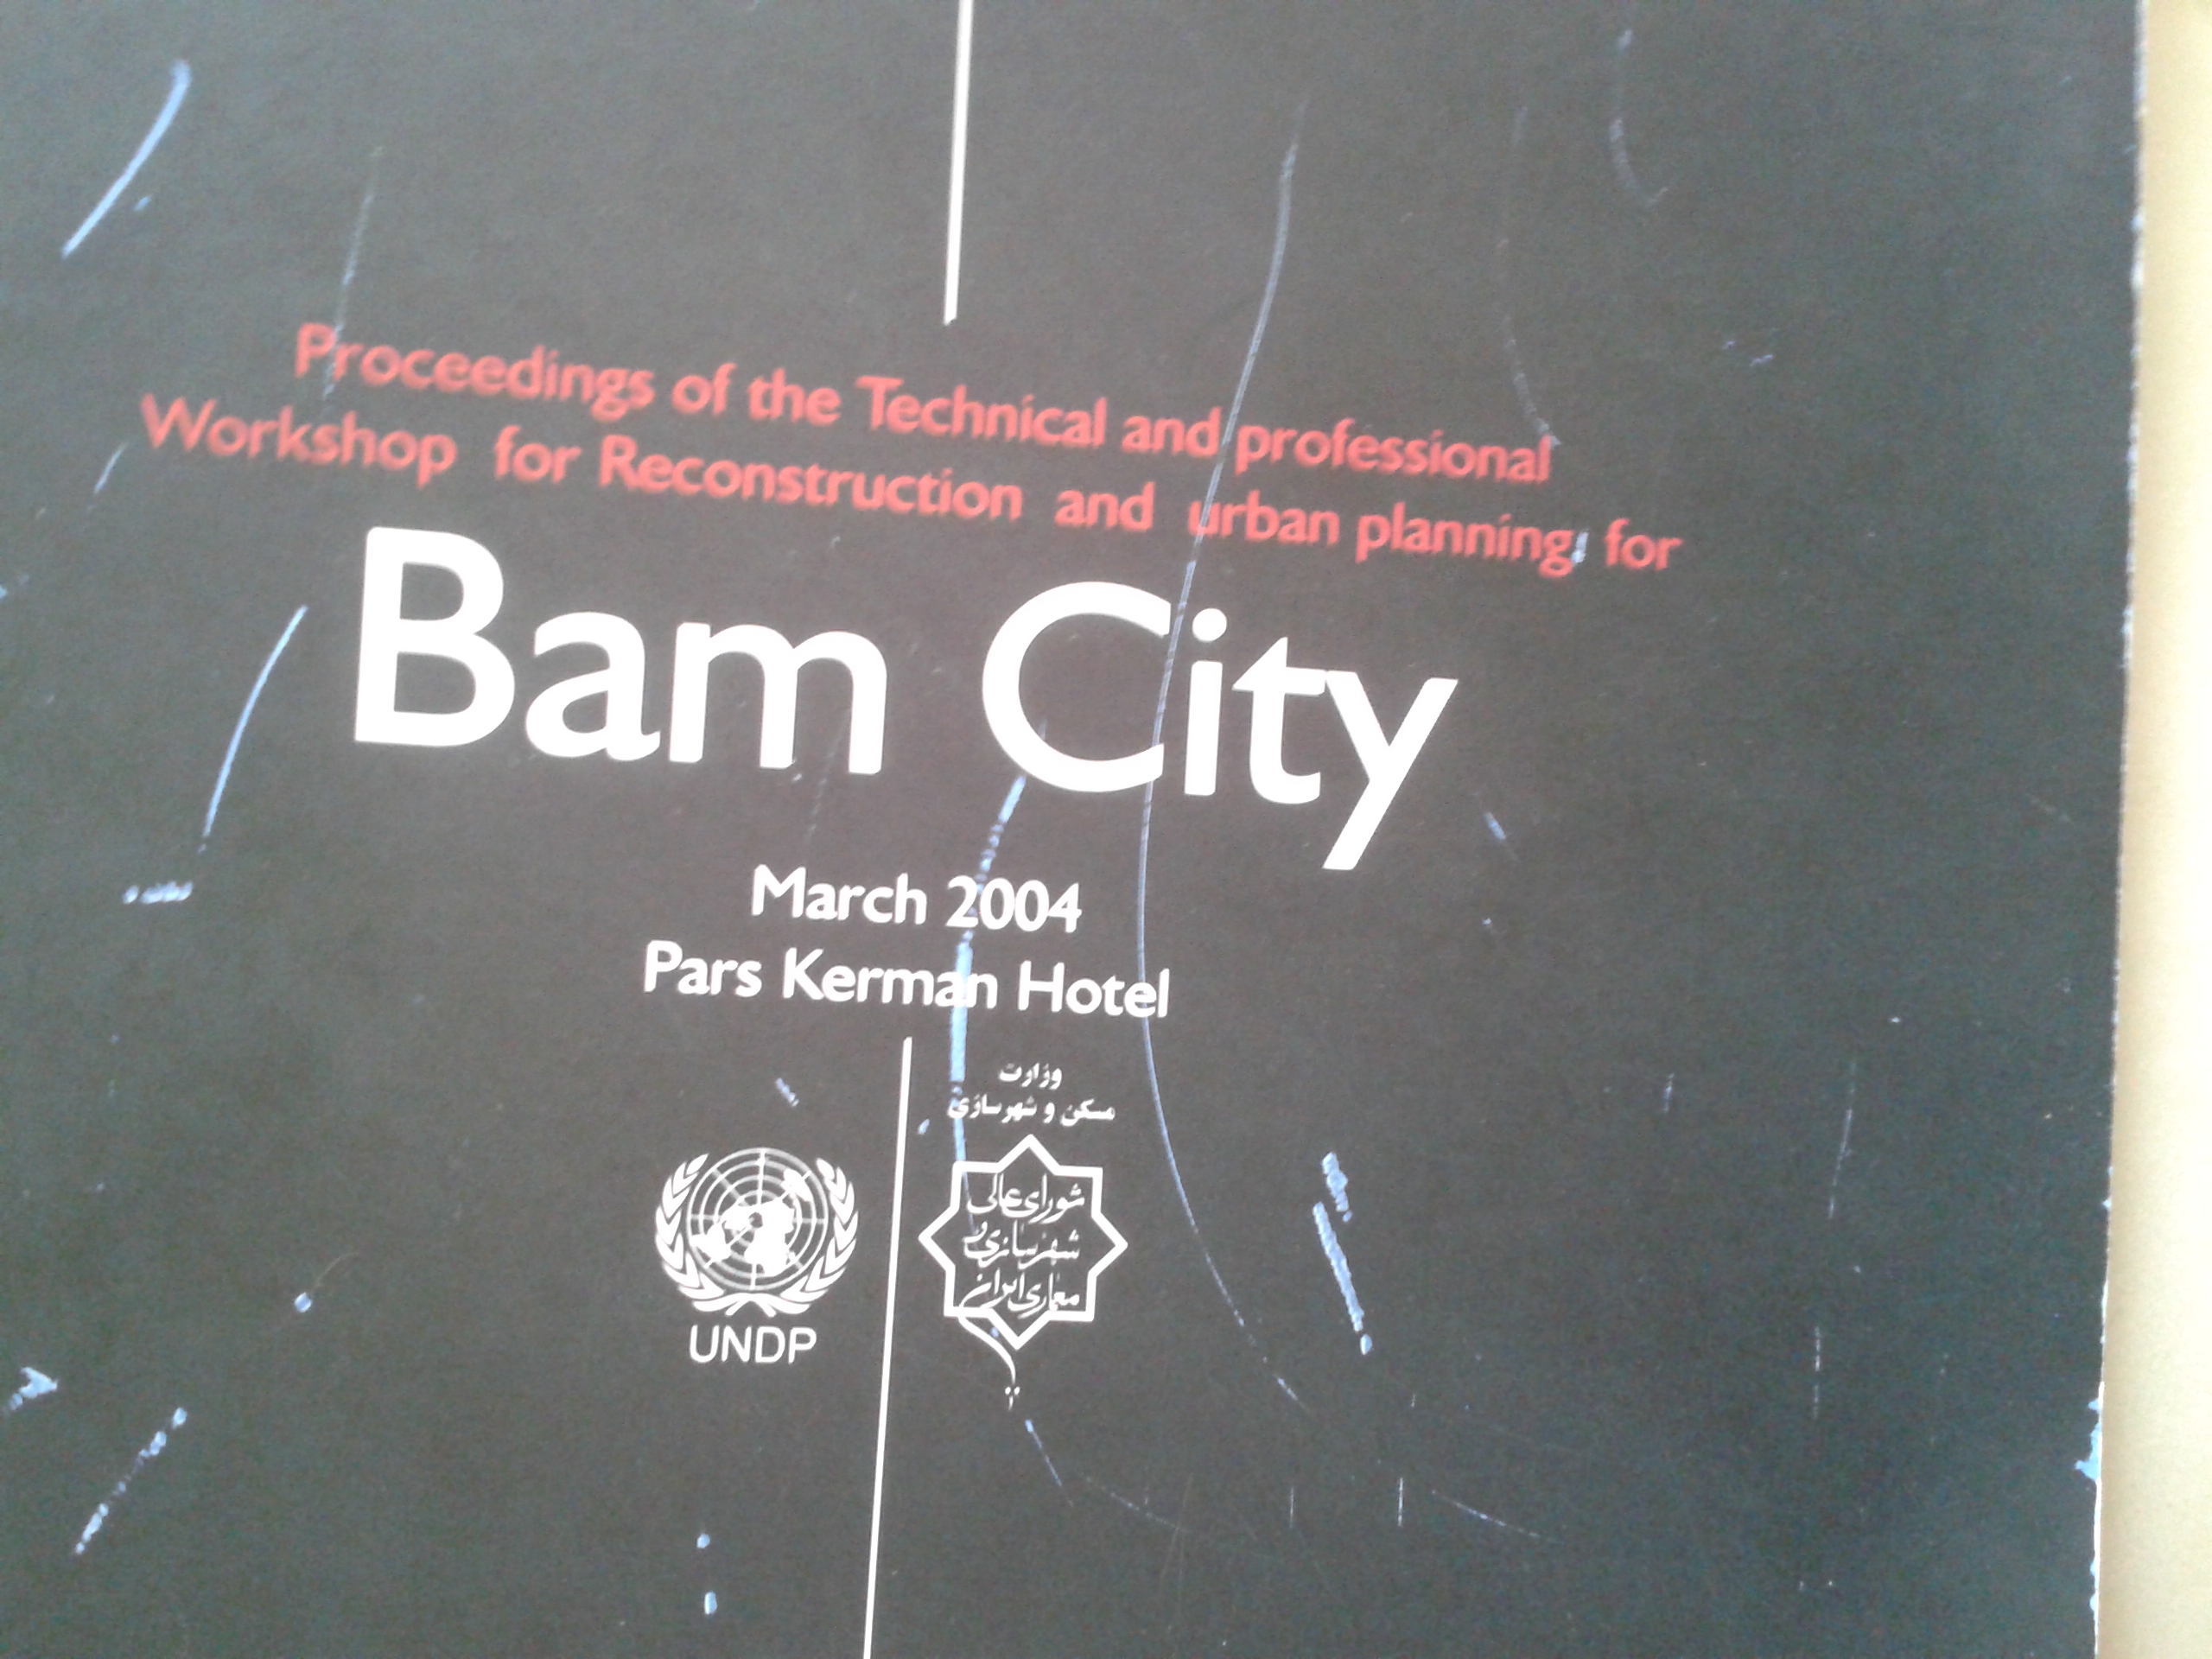 Proceedings of the Technical and professional
Workshop for Reconstruction and urban planning for
Bam City
March 2004
Pars Kerman Hotel
وزارت
مسکن و شهرسازی
شورای عالی
شهرسازی و
معماری ایران
UNDP